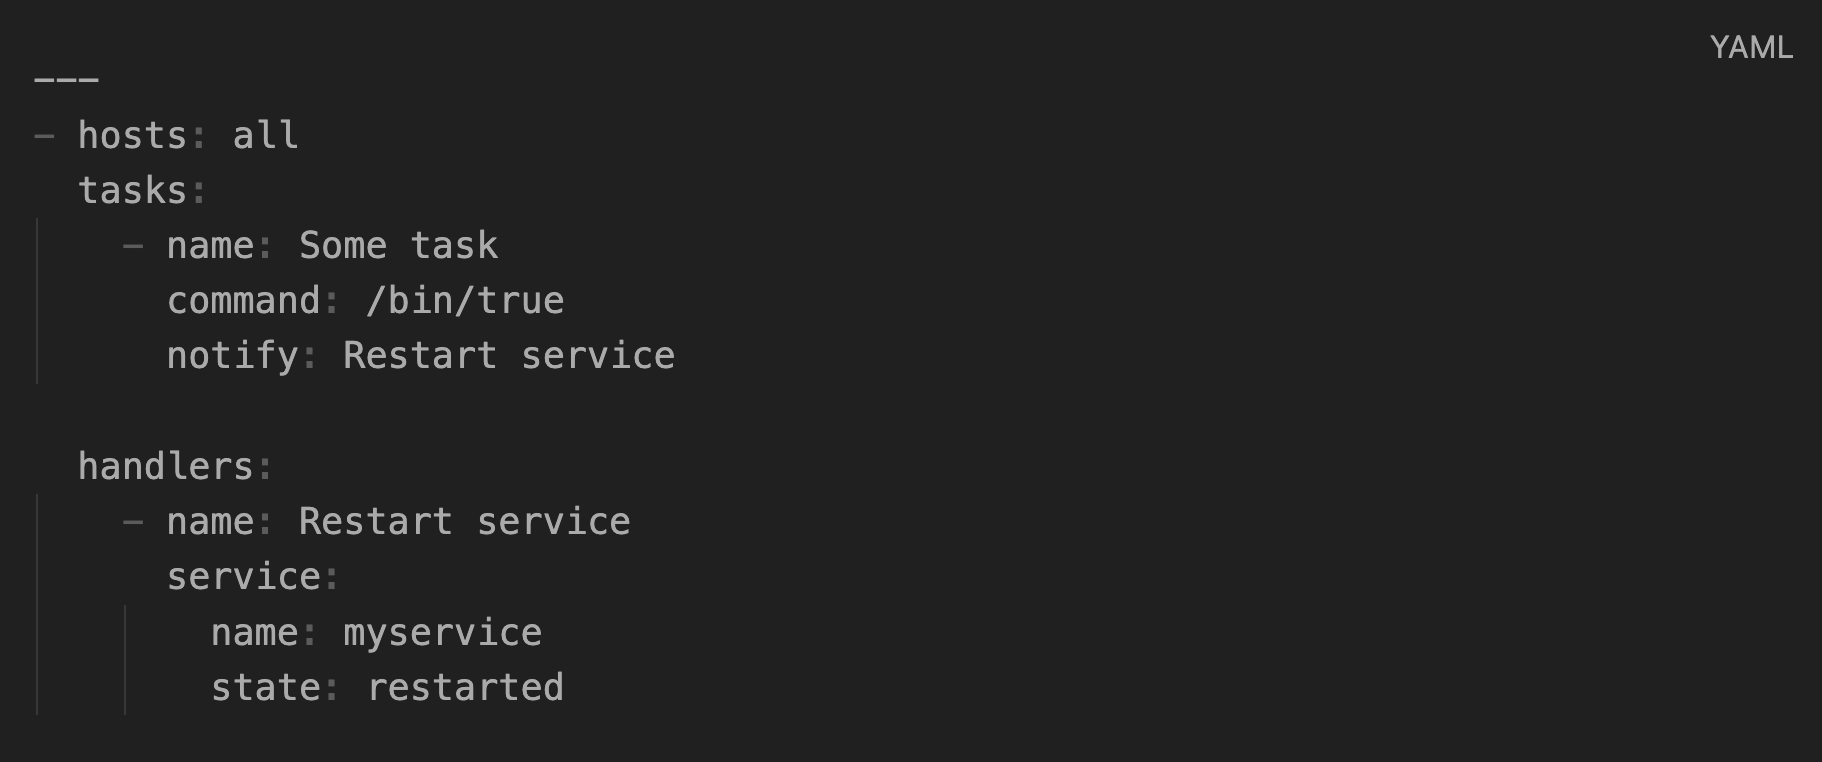 YAML
---
- hosts: all
  tasks:
    - name: Some task
      command: /bin/true
      notify: Restart service

  handlers:
    - name: Restart service
      service:
        name: myservice
        state: restarted